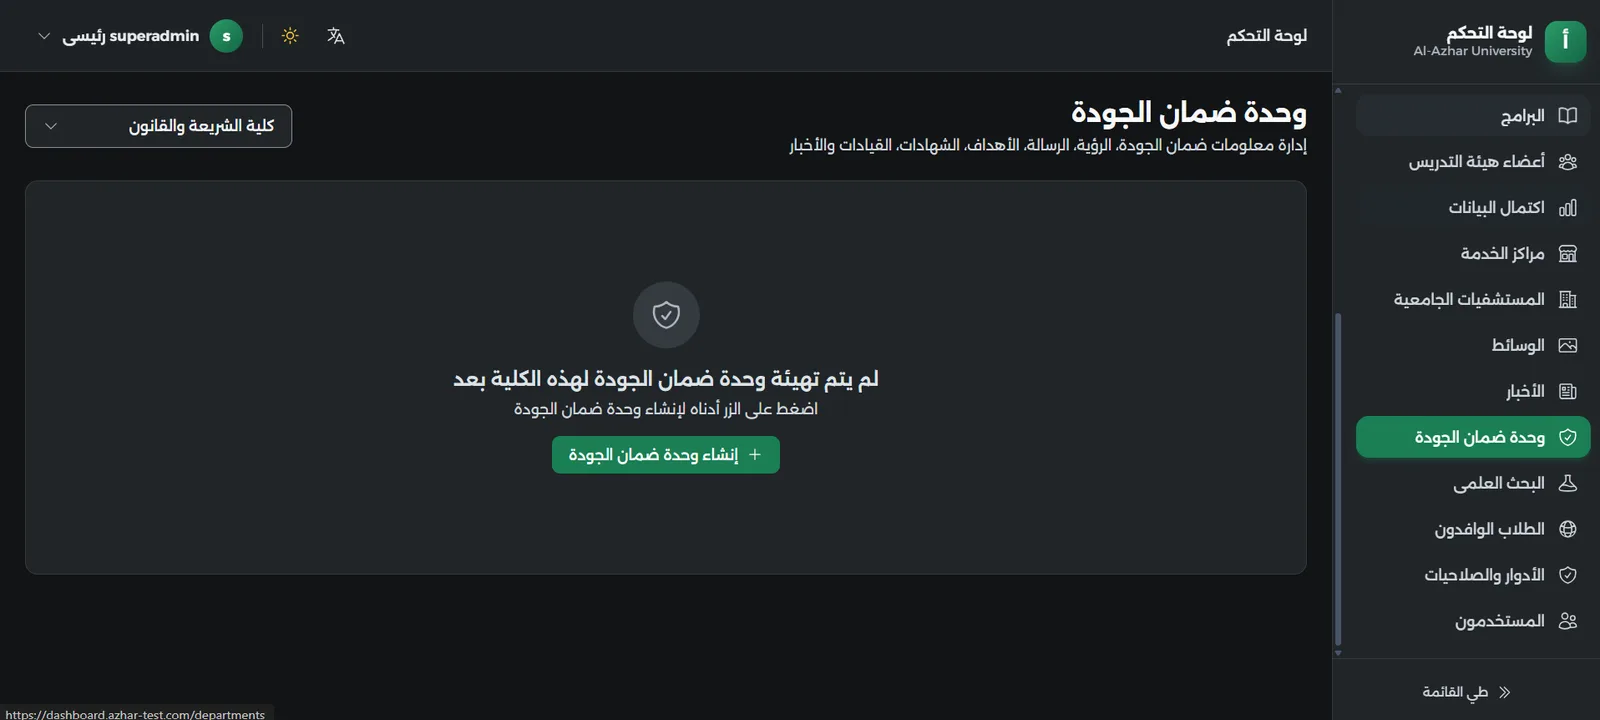 أ
لوحة التحكم
Al-Azhar University
البرامج
أعضاء هيئة التدريس
اكتمال البيانات
مراكز الخدمة
المستشفيات الجامعية
الوسائط
الأخبار
وحدة ضمان الجودة
البحث العلمي
الطلاب الوافدون
الأدوار والصلاحيات
المستخدمون
طي القائمة
لوحة التحكم
s
superadmin رئيسى
وحدة ضمان الجودة
إدارة معلومات ضمان الجودة، الرؤية، الرسالة، الأهداف، الشهادات، القيادات والأخبار
كلية الشريعة والقانون
لم يتم تهيئة وحدة ضمان الجودة لهذه الكلية بعد
اضغط على الزر أدناه لإنشاء وحدة ضمان الجودة
+ إنشاء وحدة ضمان الجودة
https://dashboard.azhar-test.com/departments